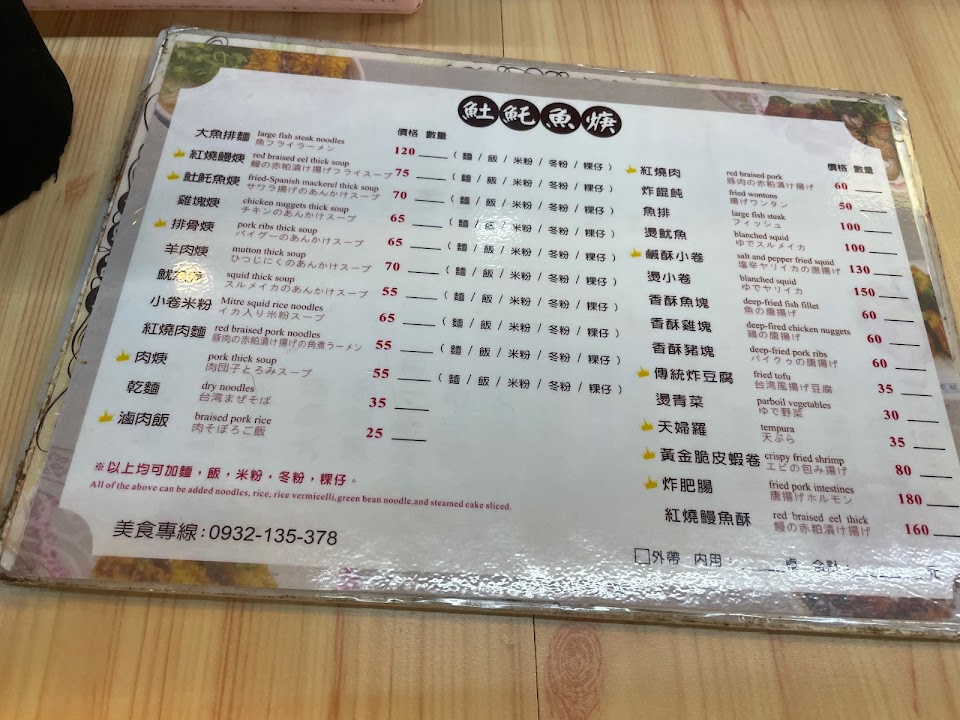 𩵚魠魚焿
價格 數量
大魚排麵 large fish steak noodles 魚フライラーメン 120 ( 麵 / 飯 / 米粉 / 冬粉 / 粿仔 )
紅燒鰻焿 red braised eel thick soup 鰻の赤粕漬け揚げフライスープ 75 ( 麵 / 飯 / 米粉 / 冬粉 / 粿仔 )
魠魚焿 fried-Spanish mackerel thick soup サワラ揚げのあんかけスープ 70 ( 麵 / 飯 / 米粉 / 冬粉 / 粿仔 )
雞塊焿 chicken nuggets thick soup チキンのあんかけスープ 65 ( 麵 / 飯 / 米粉 / 冬粉 / 粿仔 )
排骨焿 pork ribs thick soup パイグーのあんかけスープ 65 ( 麵 / 飯 / 米粉 / 冬粉 / 粿仔 )
羊肉焿 mutton thick soup ひつじにくのあんかけスープ 70 ( 麵 / 飯 / 米粉 / 冬粉 / 粿仔 )
squid thick soup スルメイカのあんかけスープ 55 ( 麵 / 飯 / 米粉 / 冬粉 / 粿仔 )
小卷米粉 Mitre squid rice noodles イカ入り米粉スープ 65 ( 麵 / 飯 / 米粉 / 冬粉 / 粿仔 )
紅燒肉麵 red braised pork noodles 豚肉の赤粕漬け揚げの角煮ラーメン 55 ( 麵 / 飯 / 米粉 / 冬粉 / 粿仔 )
肉焿 pork thick soup 肉団子とろみスープ 55 ( 麵 / 飯 / 米粉 / 冬粉 / 粿仔 )
乾麵 dry noodles 台湾まぜそば 35
滷肉飯 braised pork rice 肉そぼろご飯 25
※以上均可加麵，飯，米粉，冬粉，粿仔。
All of the above can be added noodles, rice, rice vermicelli,green bean noodle,and steamed cake sliced.
美食專線:0932-135-378
價格 數量
紅燒肉 red braised pork 豚肉の赤粕漬け揚げ 60
炸餛飩 fried wontons 揚げワンタン 50
魚排 large fish steak フィッシュ 100
燙魷魚 blanched squid ゆでスルメイカ 100
鹹酥小卷 salt and pepper fried squid 塩辛ヤリイカの唐揚げ 130
燙小卷 blanched squid ゆでヤリイカ 150
香酥魚塊 deep-fried fish fillet 魚の唐揚げ 60
香酥雞塊 deep-fired chicken nuggets 鶏の唐揚げ 60
香酥豬塊 deep-fried pork ribs パイクゥの唐揚げ 60
傳統炸豆腐 fried tofu 台湾風揚げ豆腐 35
燙青菜 parboil vegetables ゆで野菜 30
天婦羅 tempura 天ぷら 35
黃金脆皮蝦卷 crispy fried shrimp エビの包み揚げ 80
炸肥腸 fried pork intestines 唐揚げホルモン 180
紅燒鰻魚酥 red braised eel thick 鰻の赤粕漬け揚げ 160
□外帶 內用： 桌 合計： 元